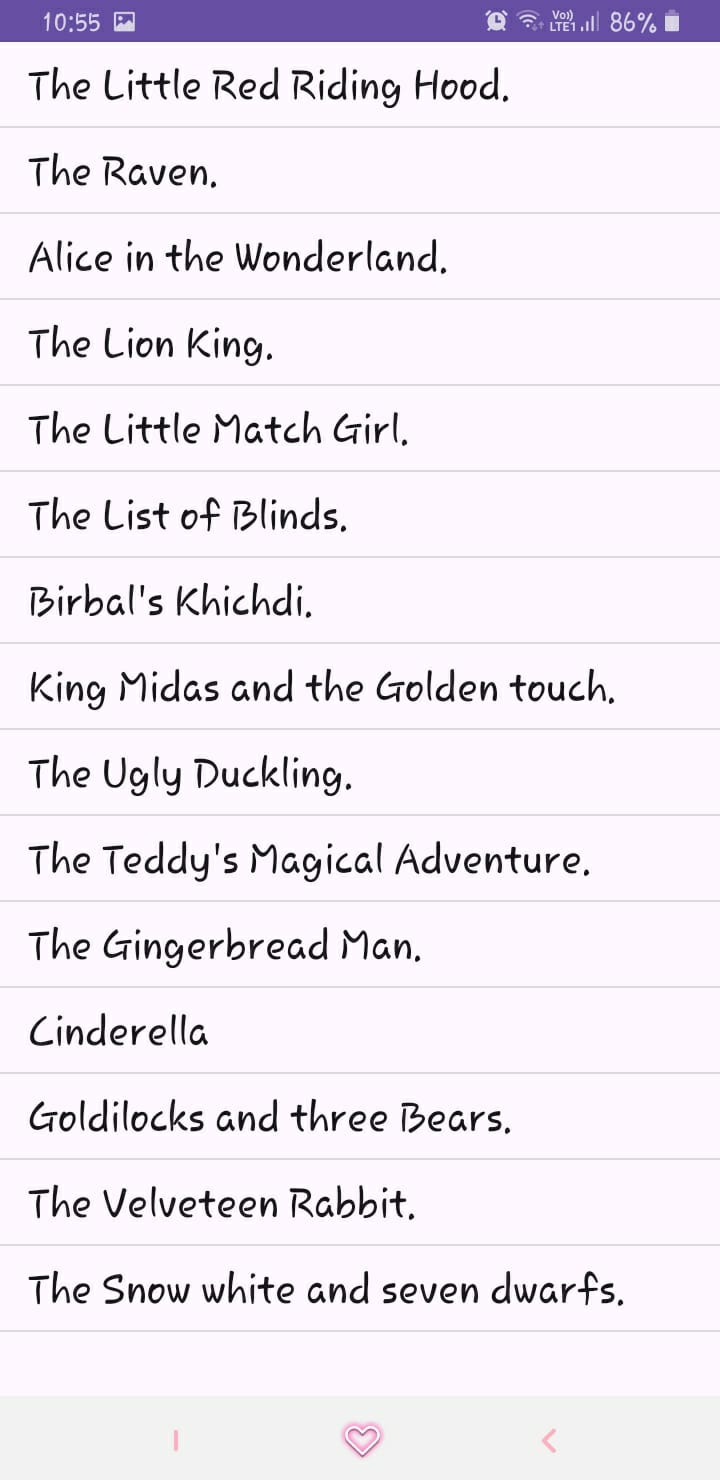 10:55 Vo)) LTE1 86%
The Little Red Riding Hood.
The Raven.
Alice in the Wonderland.
The Lion King.
The Little Match Girl.
The List of Blinds.
Birbal's Khichdi.
King Midas and the Golden touch.
The Ugly Duckling.
The Teddy's Magical Adventure.
The Gingerbread Man.
Cinderella
Goldilocks and three Bears.
The Velveteen Rabbit.
The Snow white and seven dwarfs.